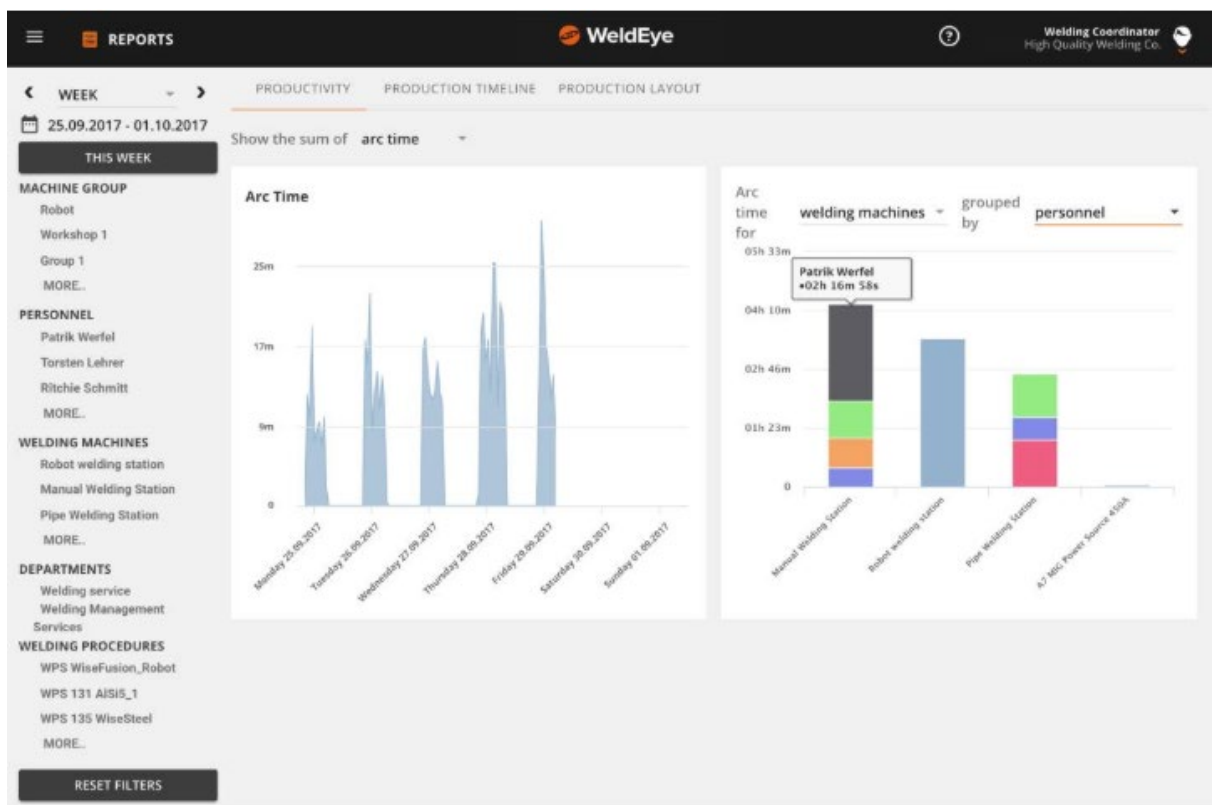 REPORTS
WeldEye
?
Welding Coordinator
High Quality Welding Co.
WEEK
25.09.2017 - 01.10.2017
THIS WEEK
MACHINE GROUP
Robot
Workshop 1
Group 1
MORE..
PERSONNEL
Patrik Werfel
Torsten Lehrer
Ritchie Schmitt
MORE..
WELDING MACHINES
Robot welding station
Manual Welding Station
Pipe Welding Station
MORE..
DEPARTMENTS
Welding service
Welding Management
Services
WELDING PROCEDURES
WPS WiseFusion_Robot
WPS 131 AlSi5_1
WPS 135 WiseSteel
MORE..
RESET FILTERS
PRODUCTIVITY PRODUCTION TIMELINE PRODUCTION LAYOUT
Show the sum of arc time
Arc Time
25m
17m
9m
0
Monday 25.09.2017
Tuesday 26.09.2017
Wednesday 27.09.2017
Thursday 28.09.2017
Friday 29.09.2017
Saturday 30.09.2017
Sunday 01.09.2017
Arc
time
for
welding machines
grouped
by
personnel
05h 33m
Patrik Werfel
•02h 16m 58s
04h 10m
02h 46m
01h 23m
0
Manual Welding Station
Robot welding station
Pipe Welding Station
A7 MIG Power Source 450A